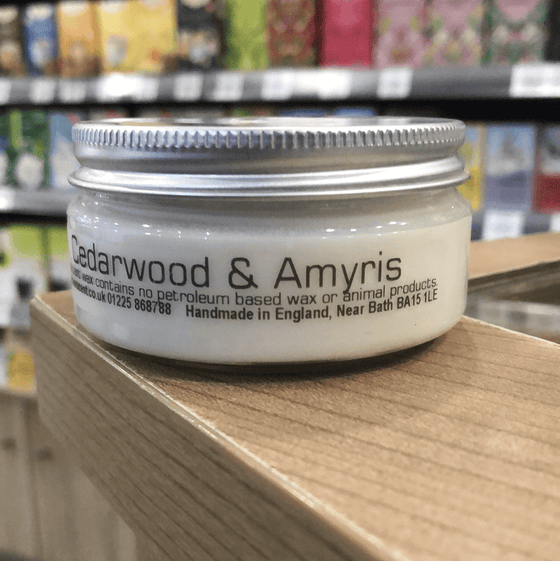 Cedarwood & Amyris
wax contains no petroleum based wax or animal products
.co.uk 01225 868788 Handmade in England, Near Bath BA15 1LE